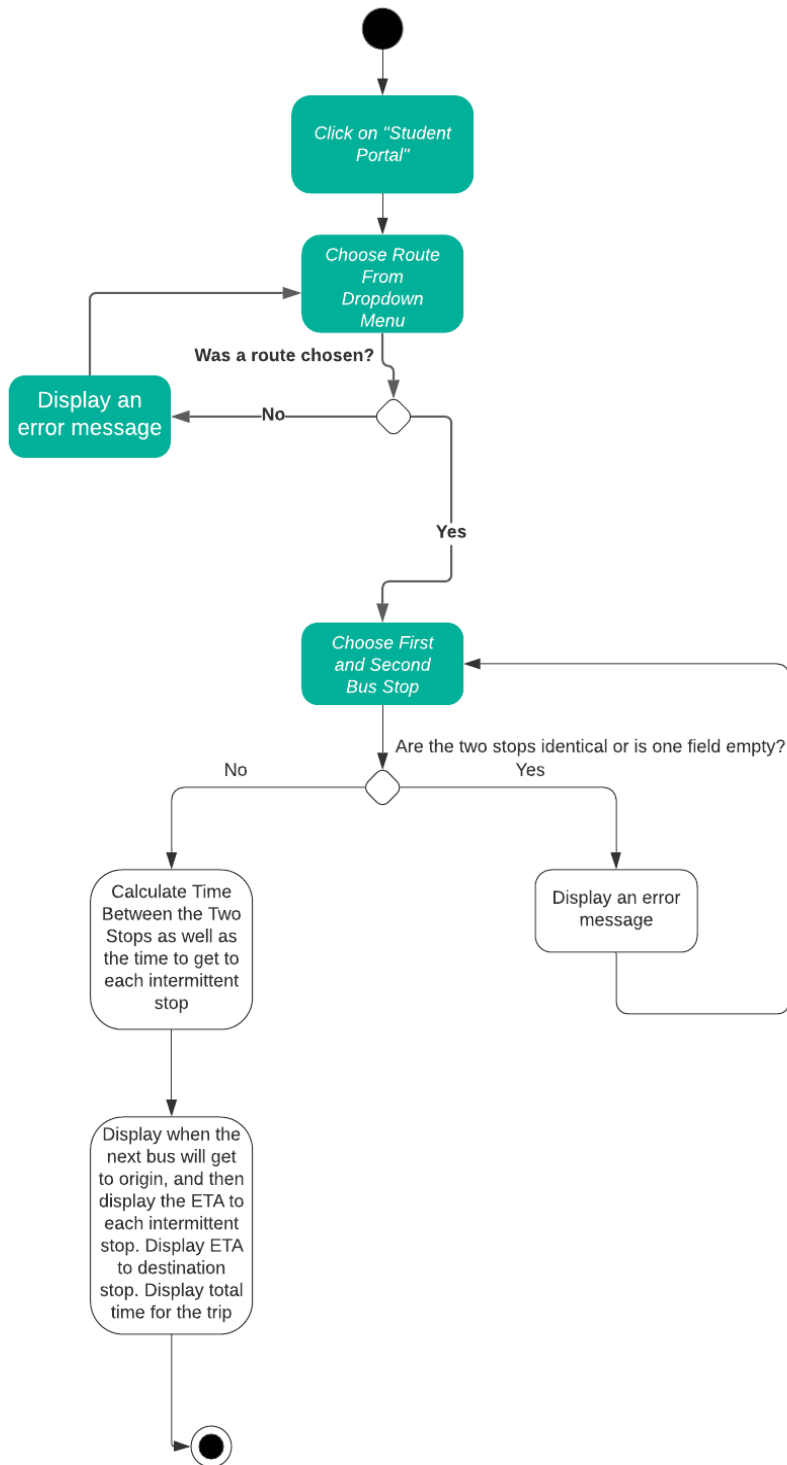 Click on "Student
Portal"
Choose Route
From
Dropdown
Menu
Was a route chosen?
Display an
error message
No
Yes
Choose First
and Second
Bus Stop
Are the two stops identical or is one field empty?
No
Yes
Calculate Time
Between the Two
Stops as well as
the time to get to
each intermittent
stop
Display an error
message
Display when the
next bus will get
to origin, and then
display the ETA to
each intermittent
stop. Display ETA
to destination
stop. Display total
time for the trip